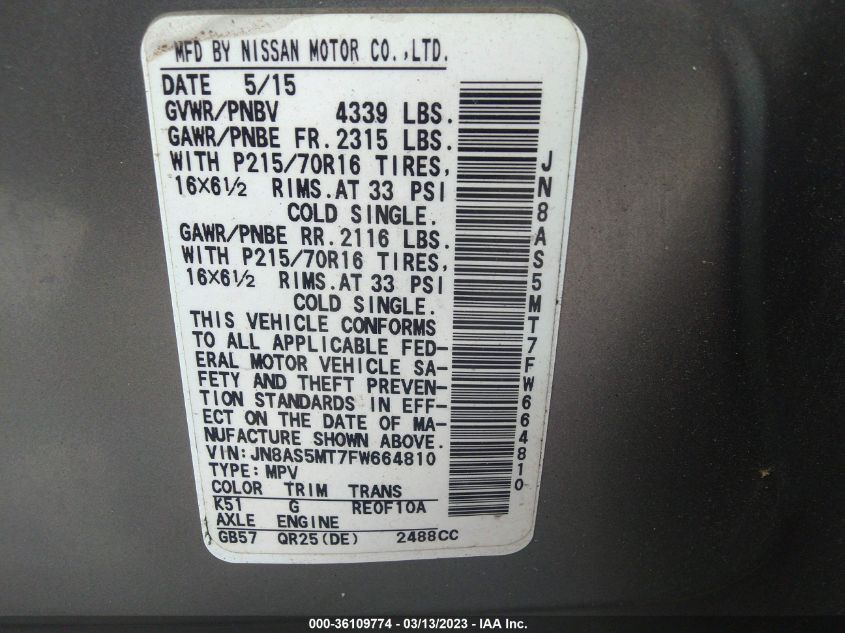 MFD BY NISSAN MOTOR CO.,LTD.
DATE 5/15
GVWR/PNBV 4339 LBS.
GAWR/PNBE FR.2315 LBS.
WITH P215/70R16 TIRES,
16X6½ RIMS.AT 33 PSI
COLD SINGLE.
GAWR/PNBE RR.2116 LBS.
WITH P215/70R16 TIRES,
16X6½ RIMS.AT 33 PSI
COLD SINGLE.
THIS VEHICLE CONFORMS
TO ALL APPLICABLE FED-
ERAL MOTOR VEHICLE SA-
FETY AND THEFT PREVEN-
TION STANDARDS IN EFF-
ECT ON THE DATE OF MA-
NUFACTURE SHOWN ABOVE.
VIN:JN8AS5MT7FW664810
TYPE:MPV
COLOR TRIM TRANS
K51 G RE0F10A
AXLE ENGINE
GB57 QR25(DE) 2488CC
JN8AS5MT7FW664810
000-36109774 — 03/13/2023 — IAA Inc.